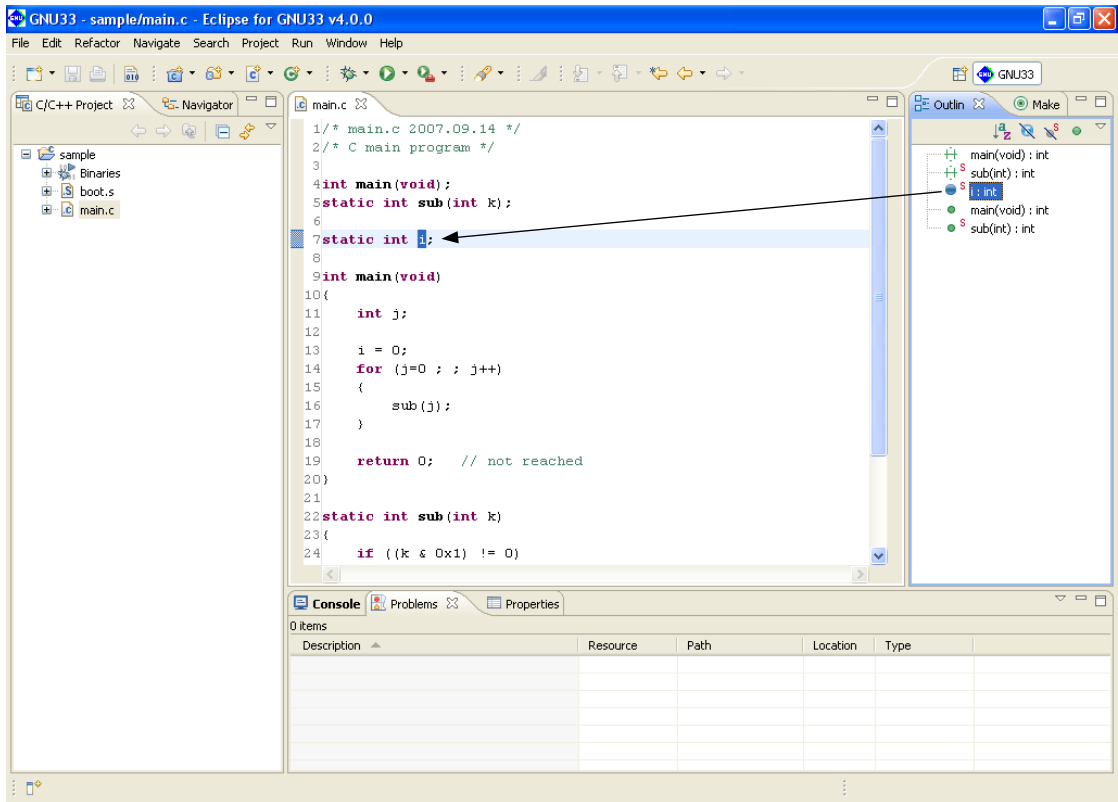 GNU33 - sample/main.c - Eclipse for GNU33 v4.0.0
File Edit Refactor Navigate Search Project Run Window Help
GNU33
C/C++ Project
Navigator
sample
Binaries
boot.s
main.c
main.c
1/* main.c 2007.09.14 */
2/* C main program */
3
4int main(void);
5static int sub(int k);
6
7static int i;
8
9int main(void)
10{
11    int j;
12
13    i = 0;
14    for (j=0 ; ; j++)
15    {
16        sub(j);
17    }
18
19    return 0;   // not reached
20}
21
22static int sub(int k)
23{
24    if ((k & 0x1) != 0)
Outlin
Make
main(void) : int
S sub(int) : int
S i : int
main(void) : int
S sub(int) : int
Console Problems Properties
0 items
Description Resource Path Location Type